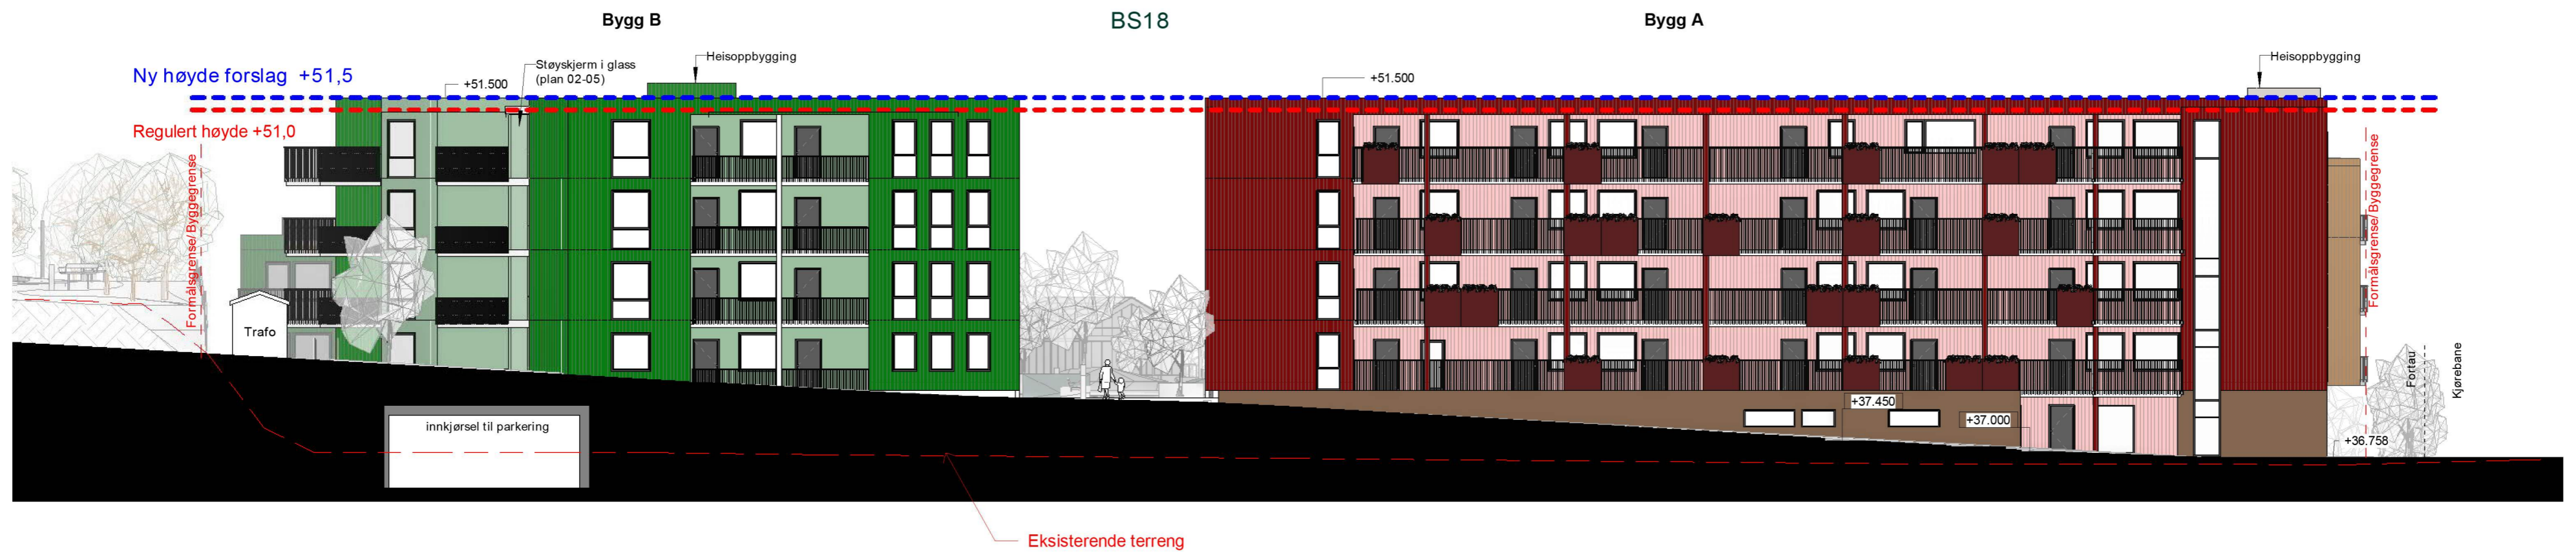 Bygg B
BS18
Bygg A
Ny høyde forslag +51,5
+51.500
Støyskjerm i glass
(plan 02-05)
Heisoppbygging
+51.500
Heisoppbygging
Regulert høyde +51,0
Formålsgrense/ Byggegrense
Formålsgrense/ Byggegrense
Trafo
innkjørsel til parkering
+37.450
+37.000
+36.758
Fortau
Kjørebane
Eksisterende terreng